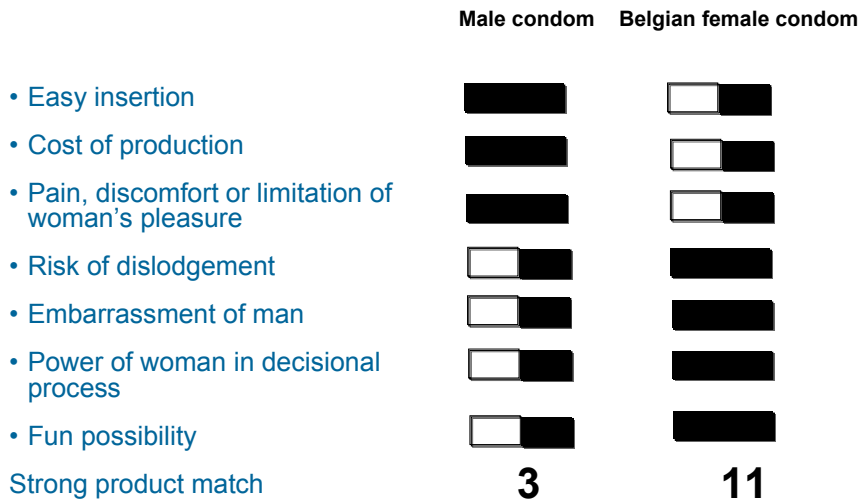 Male condom Belgian female condom
• Easy insertion
• Cost of production
• Pain, discomfort or limitation of
woman's pleasure
• Risk of dislodgement
• Embarrassment of man
• Power of woman in decisional
process
• Fun possibility
Strong product match 3 11